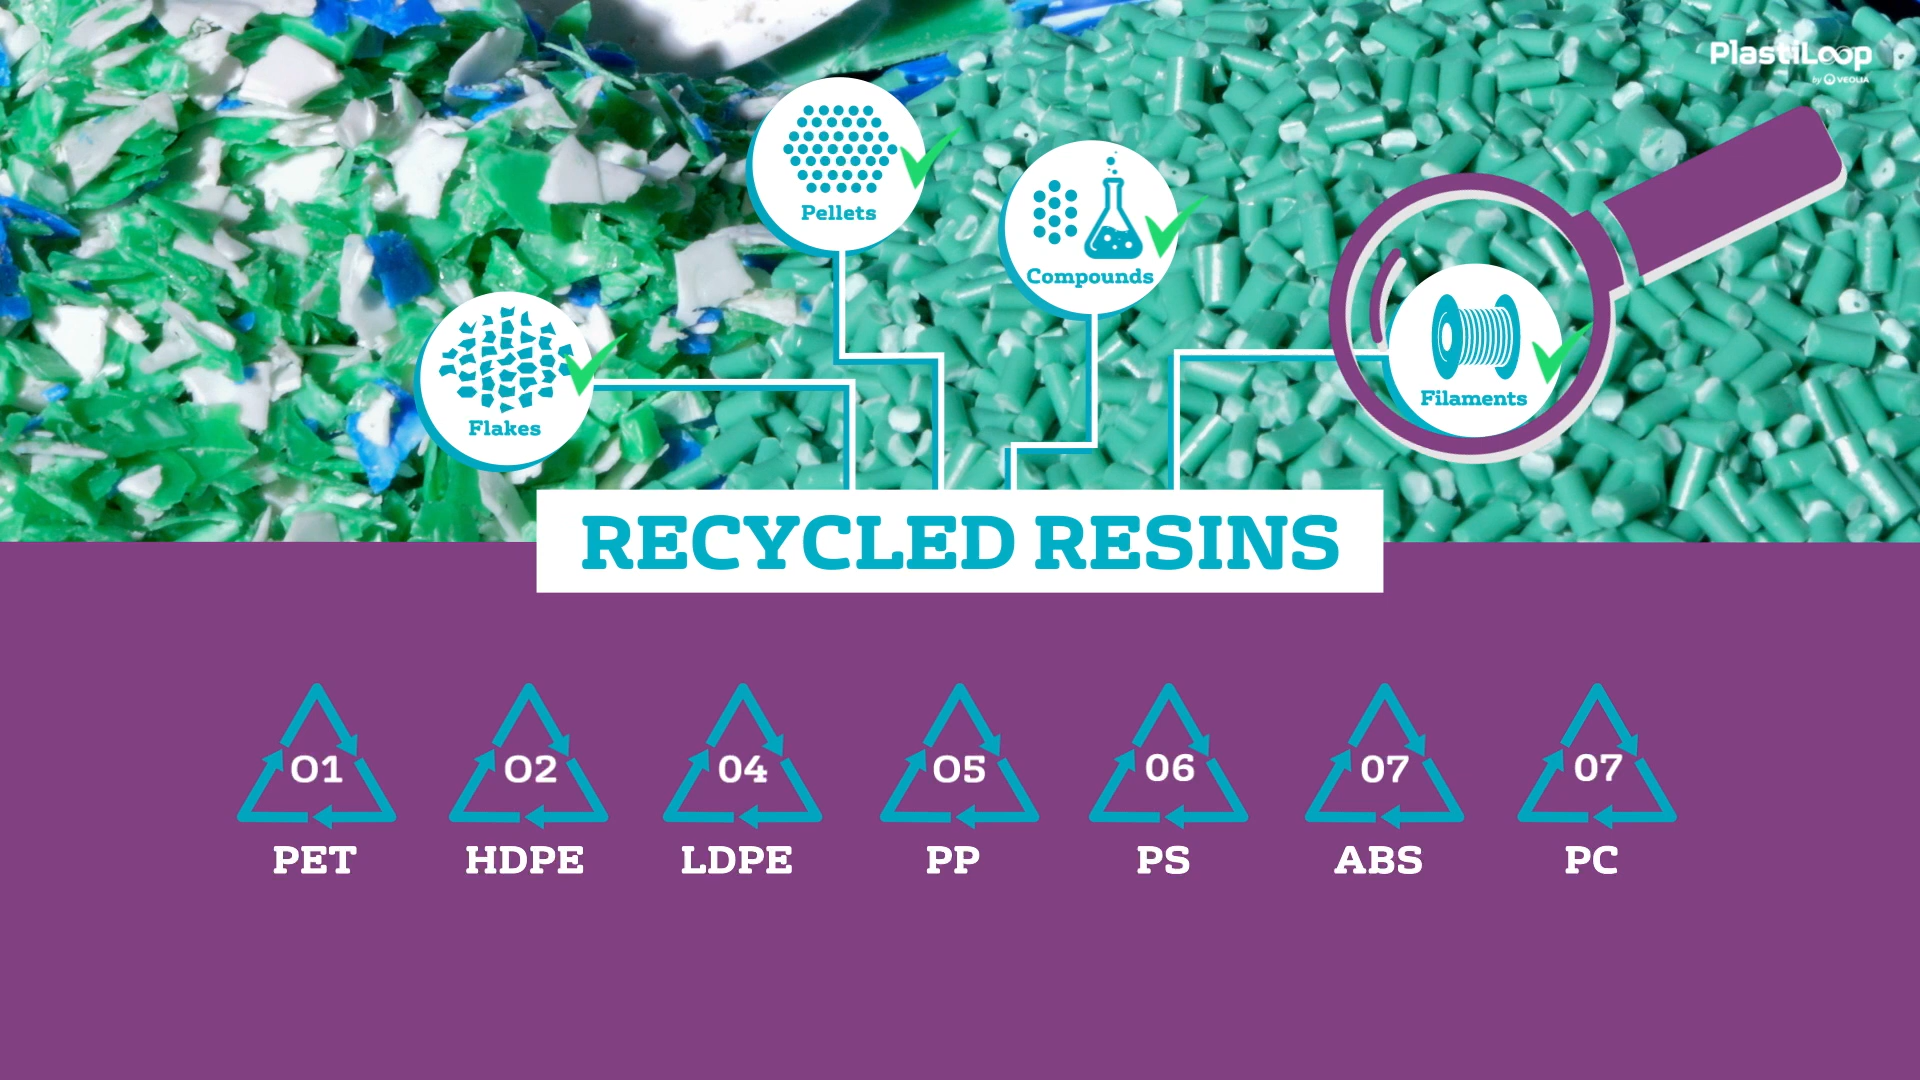 PlastiLoop
by VEOLIA
Pellets
Compounds
Filaments
Flakes
RECYCLED RESINS
01
02
04
05
06
07
07
PET
HDPE
LDPE
PP
PS
ABS
PC